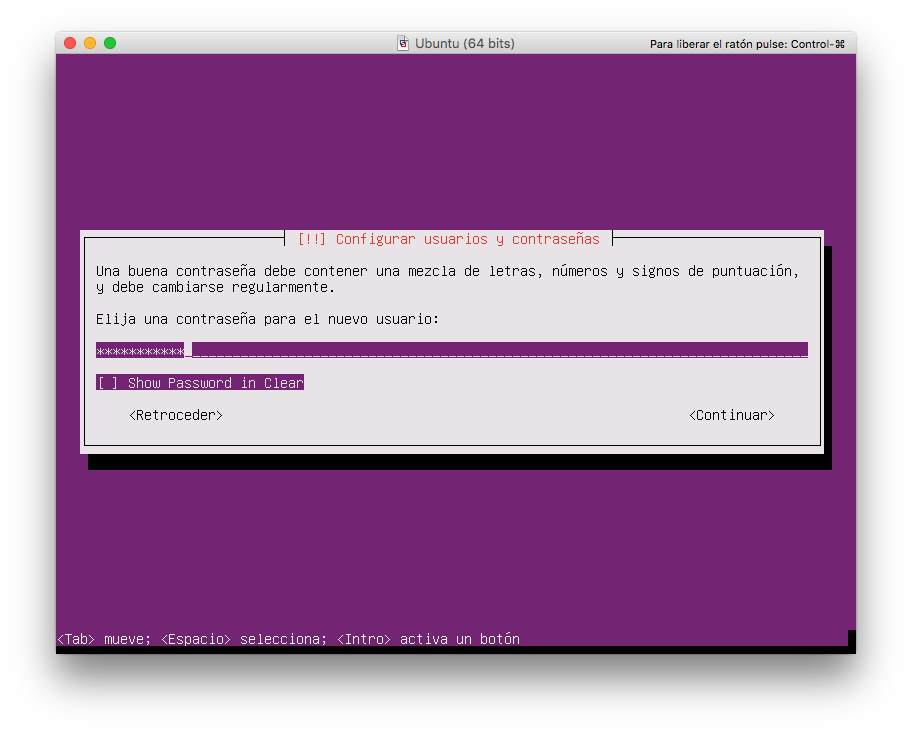 Ubuntu (64 bits)
Para liberar el ratón pulse: Control-⌘
[!!] Configurar usuarios y contraseñas
Una buena contraseña debe contener una mezcla de letras, números y signos de puntuación,
y debe cambiarse regularmente.
Elija una contraseña para el nuevo usuario:
***********
[ ] Show Password in Clear
<Retroceder>
<Continuar>
<Tab> mueve; <Espacio> selecciona; <Intro> activa un botón